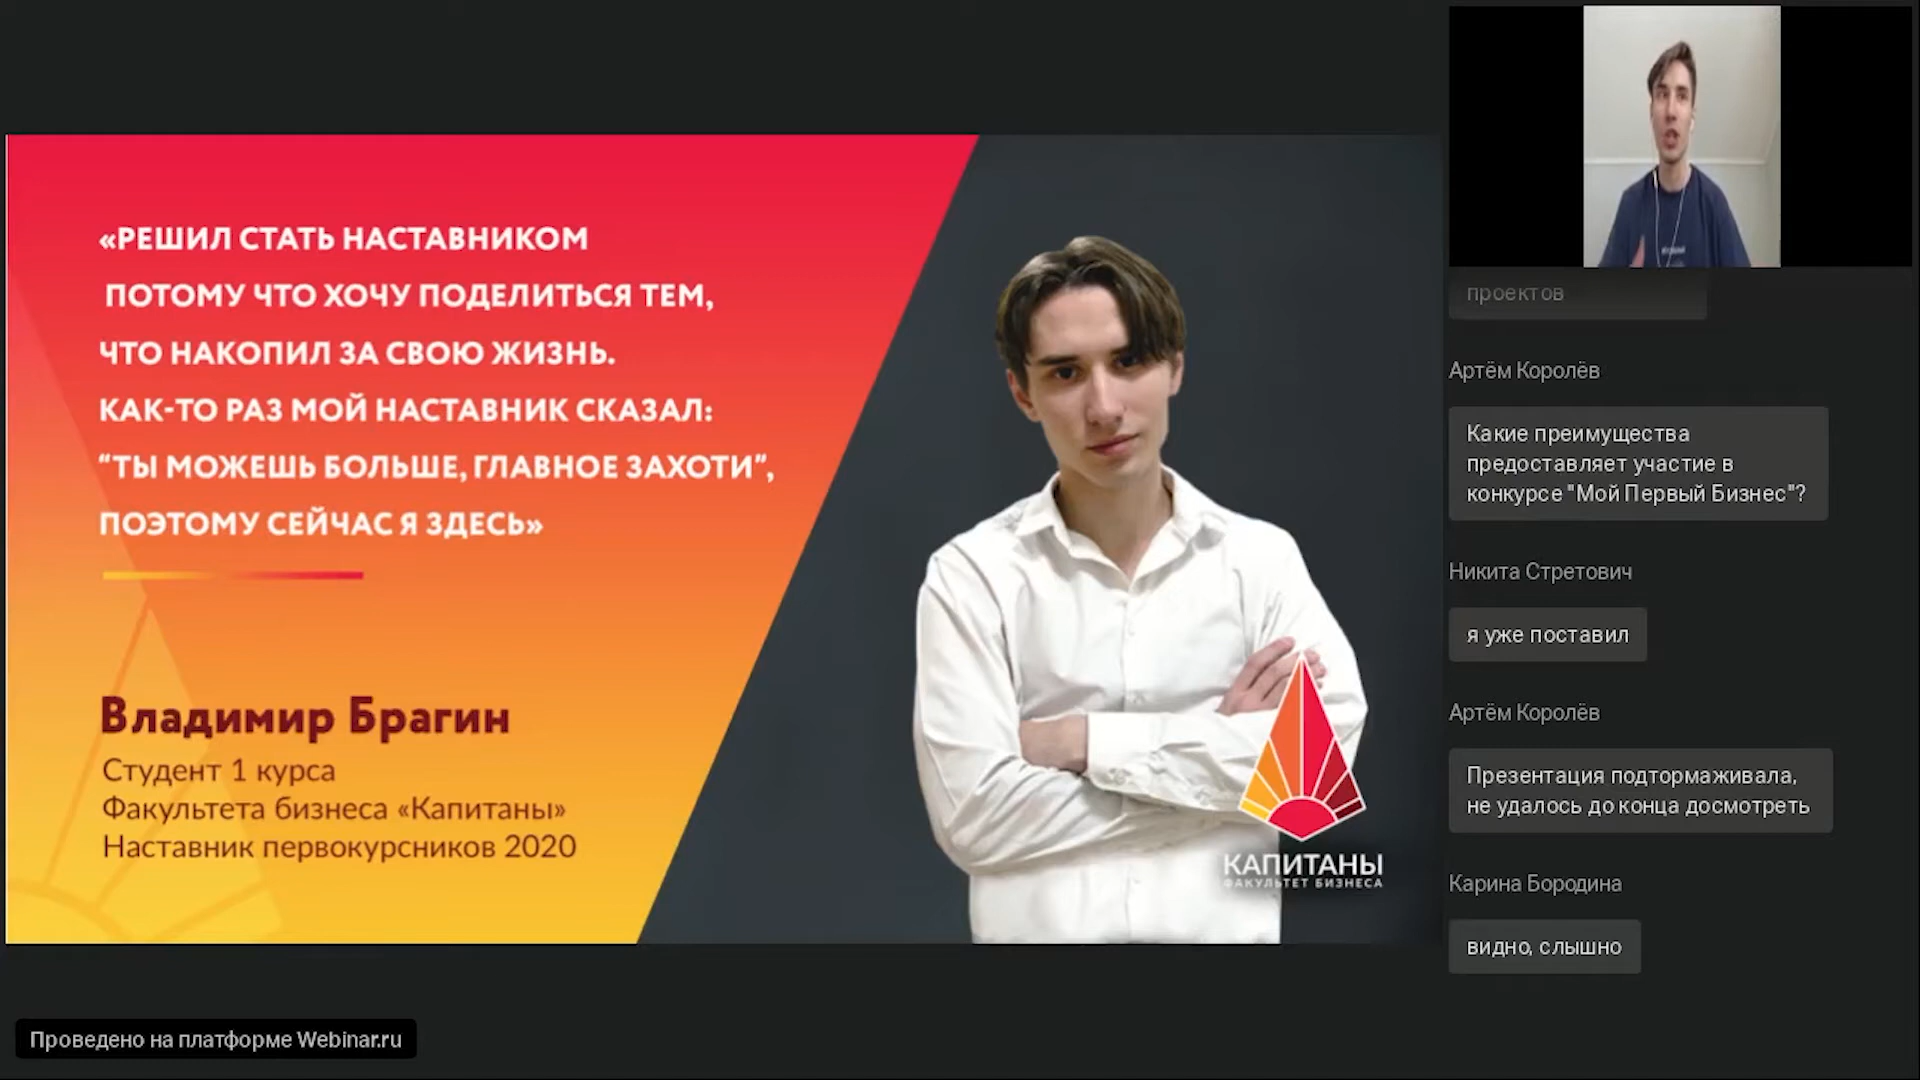 «РЕШИЛ СТАТЬ НАСТАВНИКОМ
ПОТОМУ ЧТО ХОЧУ ПОДЕЛИТЬСЯ ТЕМ,
ЧТО НАКОПИЛ ЗА СВОЮ ЖИЗНЬ.
КАК-ТО РАЗ МОЙ НАСТАВНИК СКАЗАЛ:
“ТЫ МОЖЕШЬ БОЛЬШЕ, ГЛАВНОЕ ЗАХОТИ”,
ПОЭТОМУ СЕЙЧАС Я ЗДЕСЬ»
Владимир Брагин
Студент 1 курса
Факультета бизнеса «Капитаны»
Наставник первокурсников 2020
КАПИТАНЫ
ФАКУЛЬТЕТ БИЗНЕСА
проектов
Артём Королёв
Какие преимущества
предоставляет участие в
конкурсе "Мой Первый Бизнес"?
Никита Стретович
я уже поставил
Артём Королёв
Презентация подтормаживала,
не удалось до конца досмотреть
Карина Бородина
видно, слышно
Проведено на платформе Webinar.ru